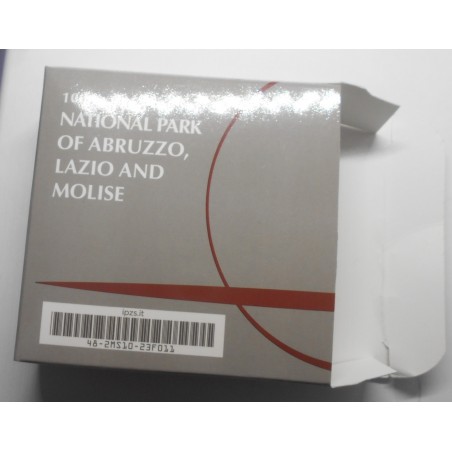 NATIONAL PARK
OF ABRUZZO,
LAZIO AND
MOLISE
ipzs.it
48-2MS10-23F011